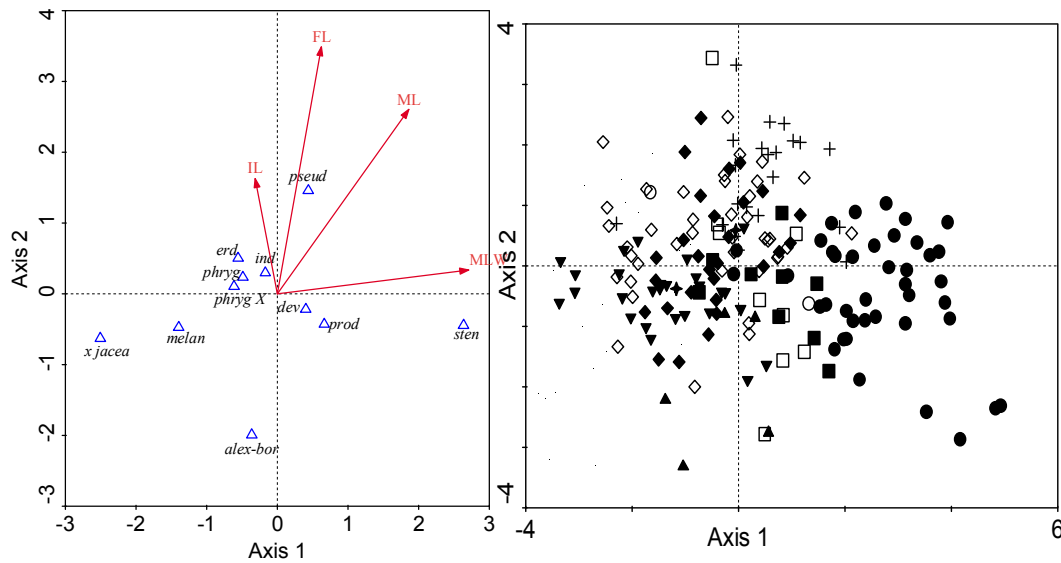 FL
ML
IL
pseud
erd
ind
phryg
MLW
phryg X
dev
prod
sten
melan
x jacea
alex-bor
Axis 2
4
3
2
1
0
-1
-2
-3
-3
-2
-1
0
1
2
3
Axis 1
4
Axis 2
-4
-4
6
Axis 1